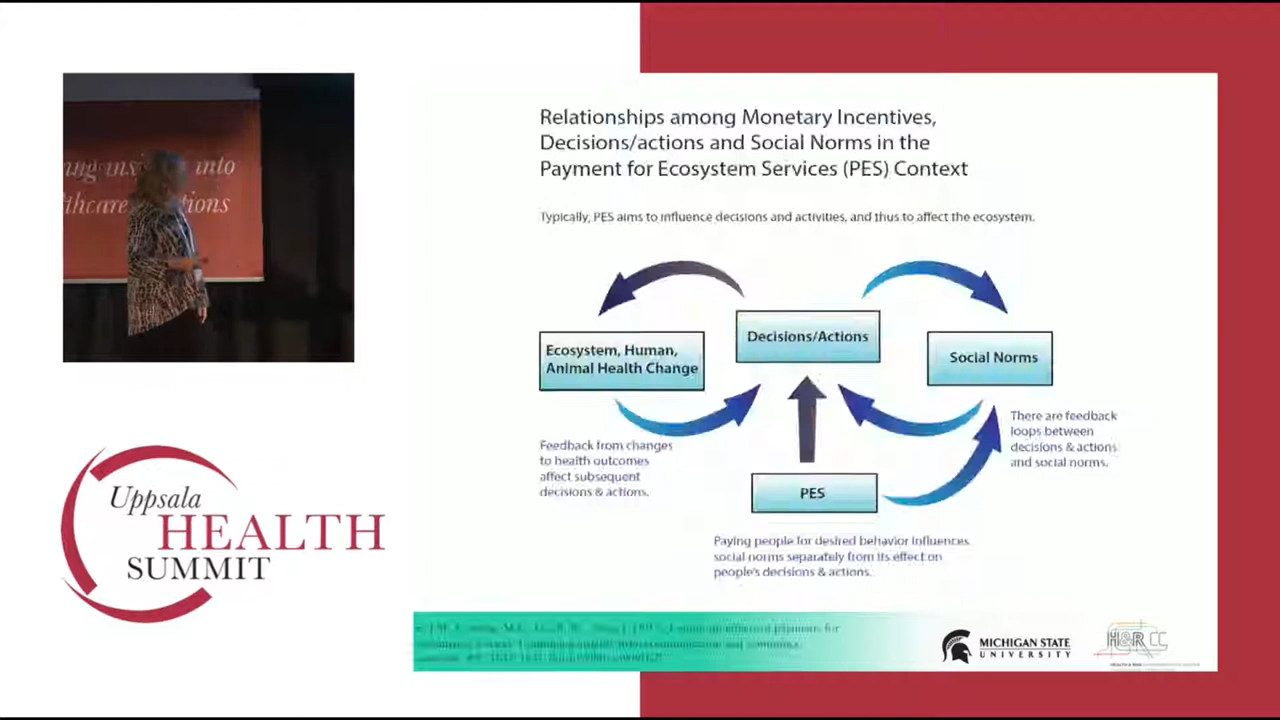 into
Relationships among Monetary Incentives,
Decisions/actions and Social Norms in the
Payment for Ecosystem Services (PES) Context
Typically, PES aims to influence decisions and activities, and thus to affect the ecosystem.
Decisions/Actions
Ecosystem, Human,
Animal Health Change
Social Norms
There are feedback
loops between
decisions & actions
and social norms.
Feedback from changes
to health outcomes
affect subsequent
decisions & actions.
PES
Paying people for desired behavior influences
social norms separately from its effect on
people's decisions & actions.
Uppsala
HEALTH
SUMMIT
MICHIGAN STATE
UNIVERSITY
H&R CC